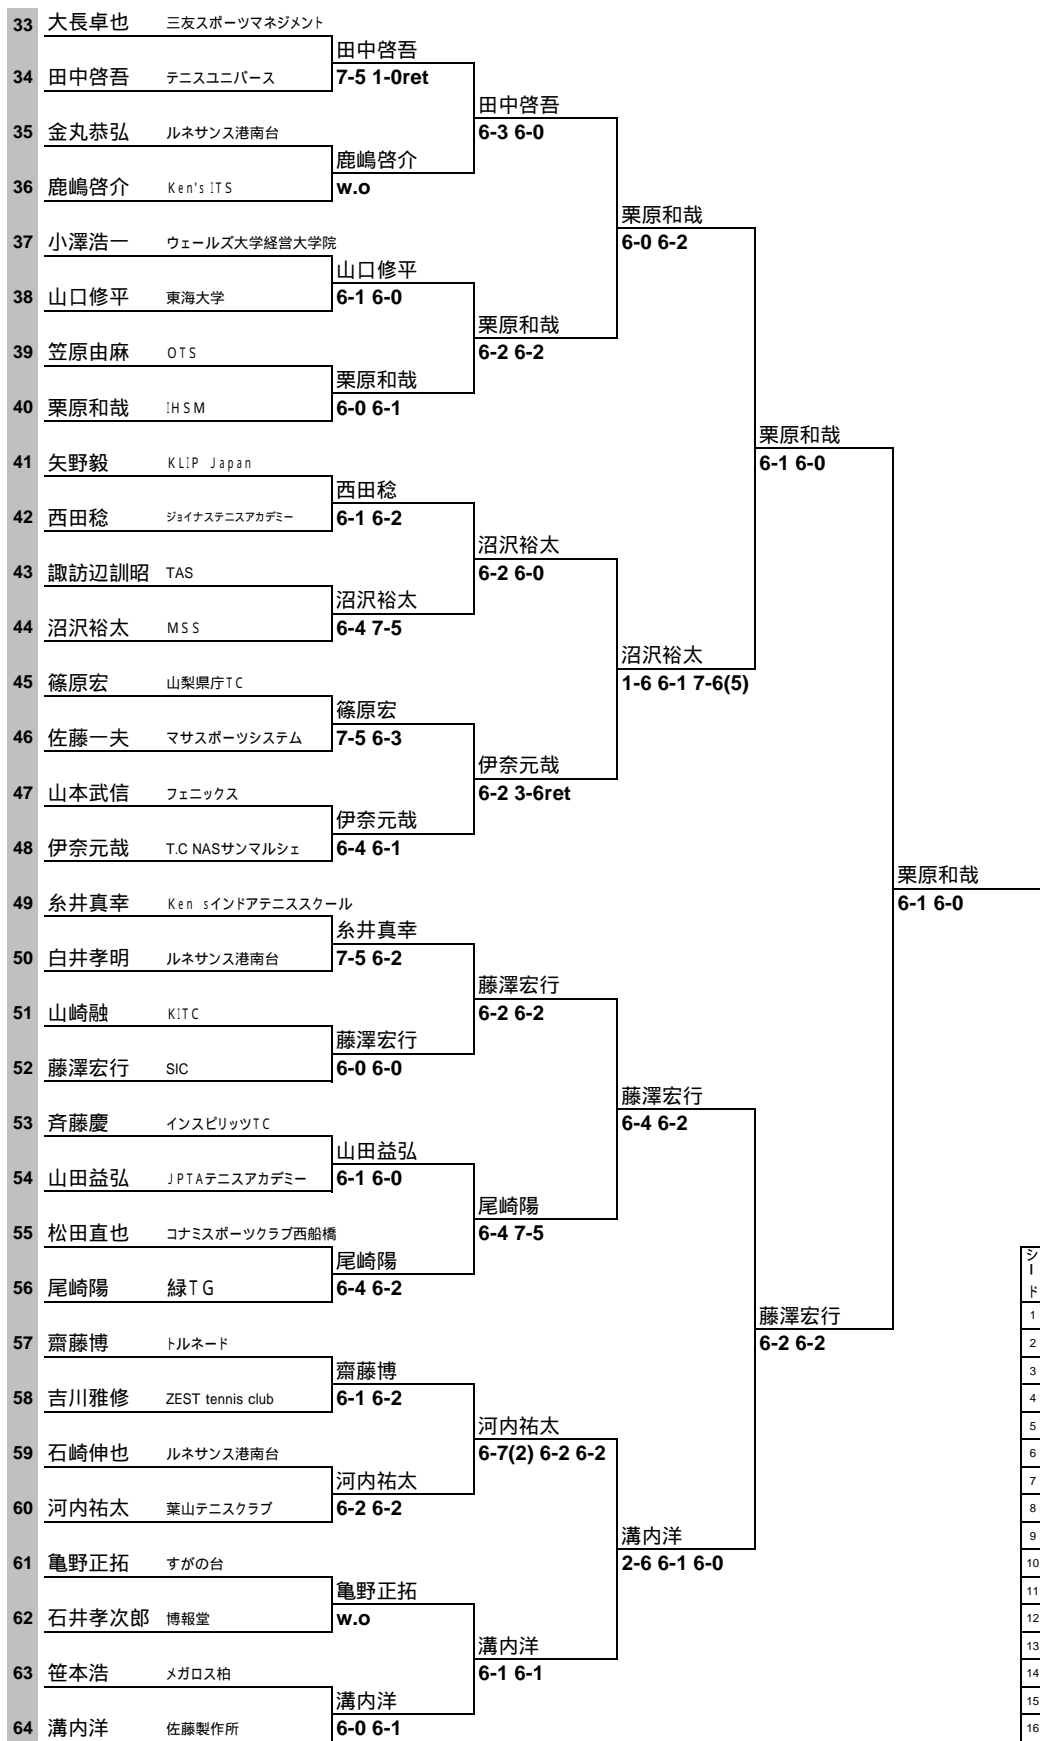 33 大長卓也 三友スポーツマネジメント
田中啓吾
34 田中啓吾 テニスユニバース 7-5 1-0ret
田中啓吾
35 金丸恭弘 ルネサンス港南台 6-3 6-0
鹿嶋啓介
36 鹿嶋啓介 Ken's ITS w.o
栗原和哉
37 小澤浩一 ウェールズ大学経営大学院 6-0 6-2
山口修平
38 山口修平 東海大学 6-1 6-0
栗原和哉
39 笠原由麻 OTS 6-2 6-2
栗原和哉
40 栗原和哉 IHSM 6-0 6-1
栗原和哉
41 矢野毅 KLIP Japan 6-1 6-0
西田稔
42 西田稔 ジョイナステニスアカデミー 6-1 6-2
沼沢裕太
43 諏訪辺訓昭 TAS 6-2 6-0
沼沢裕太
44 沼沢裕太 MSS 6-4 7-5
沼沢裕太
45 篠原宏 山梨県庁TC 1-6 6-1 7-6(5)
篠原宏
46 佐藤一夫 マサスポーツシステム 7-5 6-3
伊奈元哉
47 山本武信 フェニックス 6-2 3-6ret
伊奈元哉
48 伊奈元哉 T.C NASサンマルシェ 6-4 6-1
栗原和哉
49 糸井真幸 Ken sインドアテニススクール 6-1 6-0
糸井真幸
50 白井孝明 ルネサンス港南台 7-5 6-2
藤澤宏行
51 山崎融 KITC 6-2 6-2
藤澤宏行
52 藤澤宏行 SIC 6-0 6-0
藤澤宏行
53 斉藤慶 インスピリッツTC 6-4 6-2
山田益弘
54 山田益弘 JPTAテニスアカデミー 6-1 6-0
尾崎陽
55 松田直也 コナミスポーツクラブ西船橋 6-4 7-5
尾崎陽
56 尾崎陽 緑TG 6-4 6-2
シード
藤澤宏行
1
57 齋藤博 トルネード 6-2 6-2
2
齋藤博
3
58 吉川雅修 ZEST tennis club 6-1 6-2
4
河内祐太
5
59 石崎伸也 ルネサンス港南台 6-7(2) 6-2 6-2
6
河内祐太
7
60 河内祐太 葉山テニスクラブ 6-2 6-2
8
溝内洋
9
61 亀野正拓 すがの台 2-6 6-1 6-0
10
亀野正拓
11
62 石井孝次郎 博報堂 w.o
12
溝内洋
13
63 笹本浩 メガロス柏 6-1 6-1
14
溝内洋
15
64 溝内洋 佐藤製作所 6-0 6-1
16